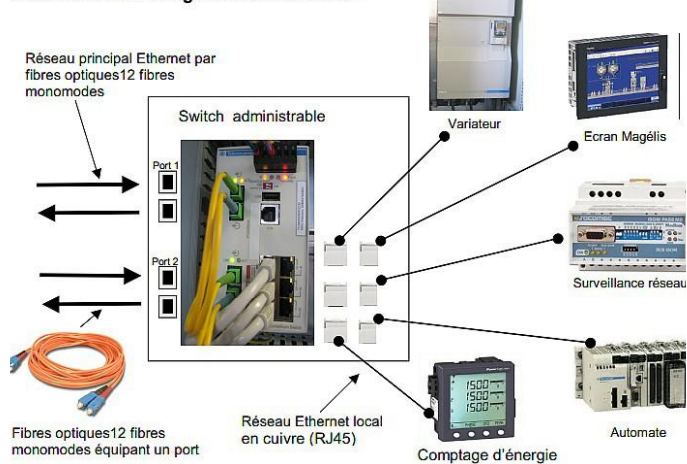 Réseau principal Ethernet par
fibres optiques12 fibres
monomodes
Switch administrable
Port 1
Port 2
Variateur
Ecran Magélis
Surveillance réseau
Automate
Réseau Ethernet local
en cuivre (RJ45)
Comptage d'énergie
1500
1500
1500
Fibres optiques12 fibres
monomodes équipant un port